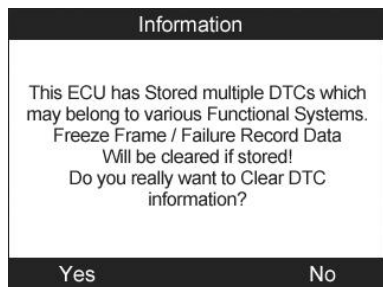 Information
This ECU has Stored multiple DTCs which
may belong to various Functional Systems.
Freeze Frame / Failure Record Data
Will be cleared if stored!
Do you really want to Clear DTC
information?
Yes No